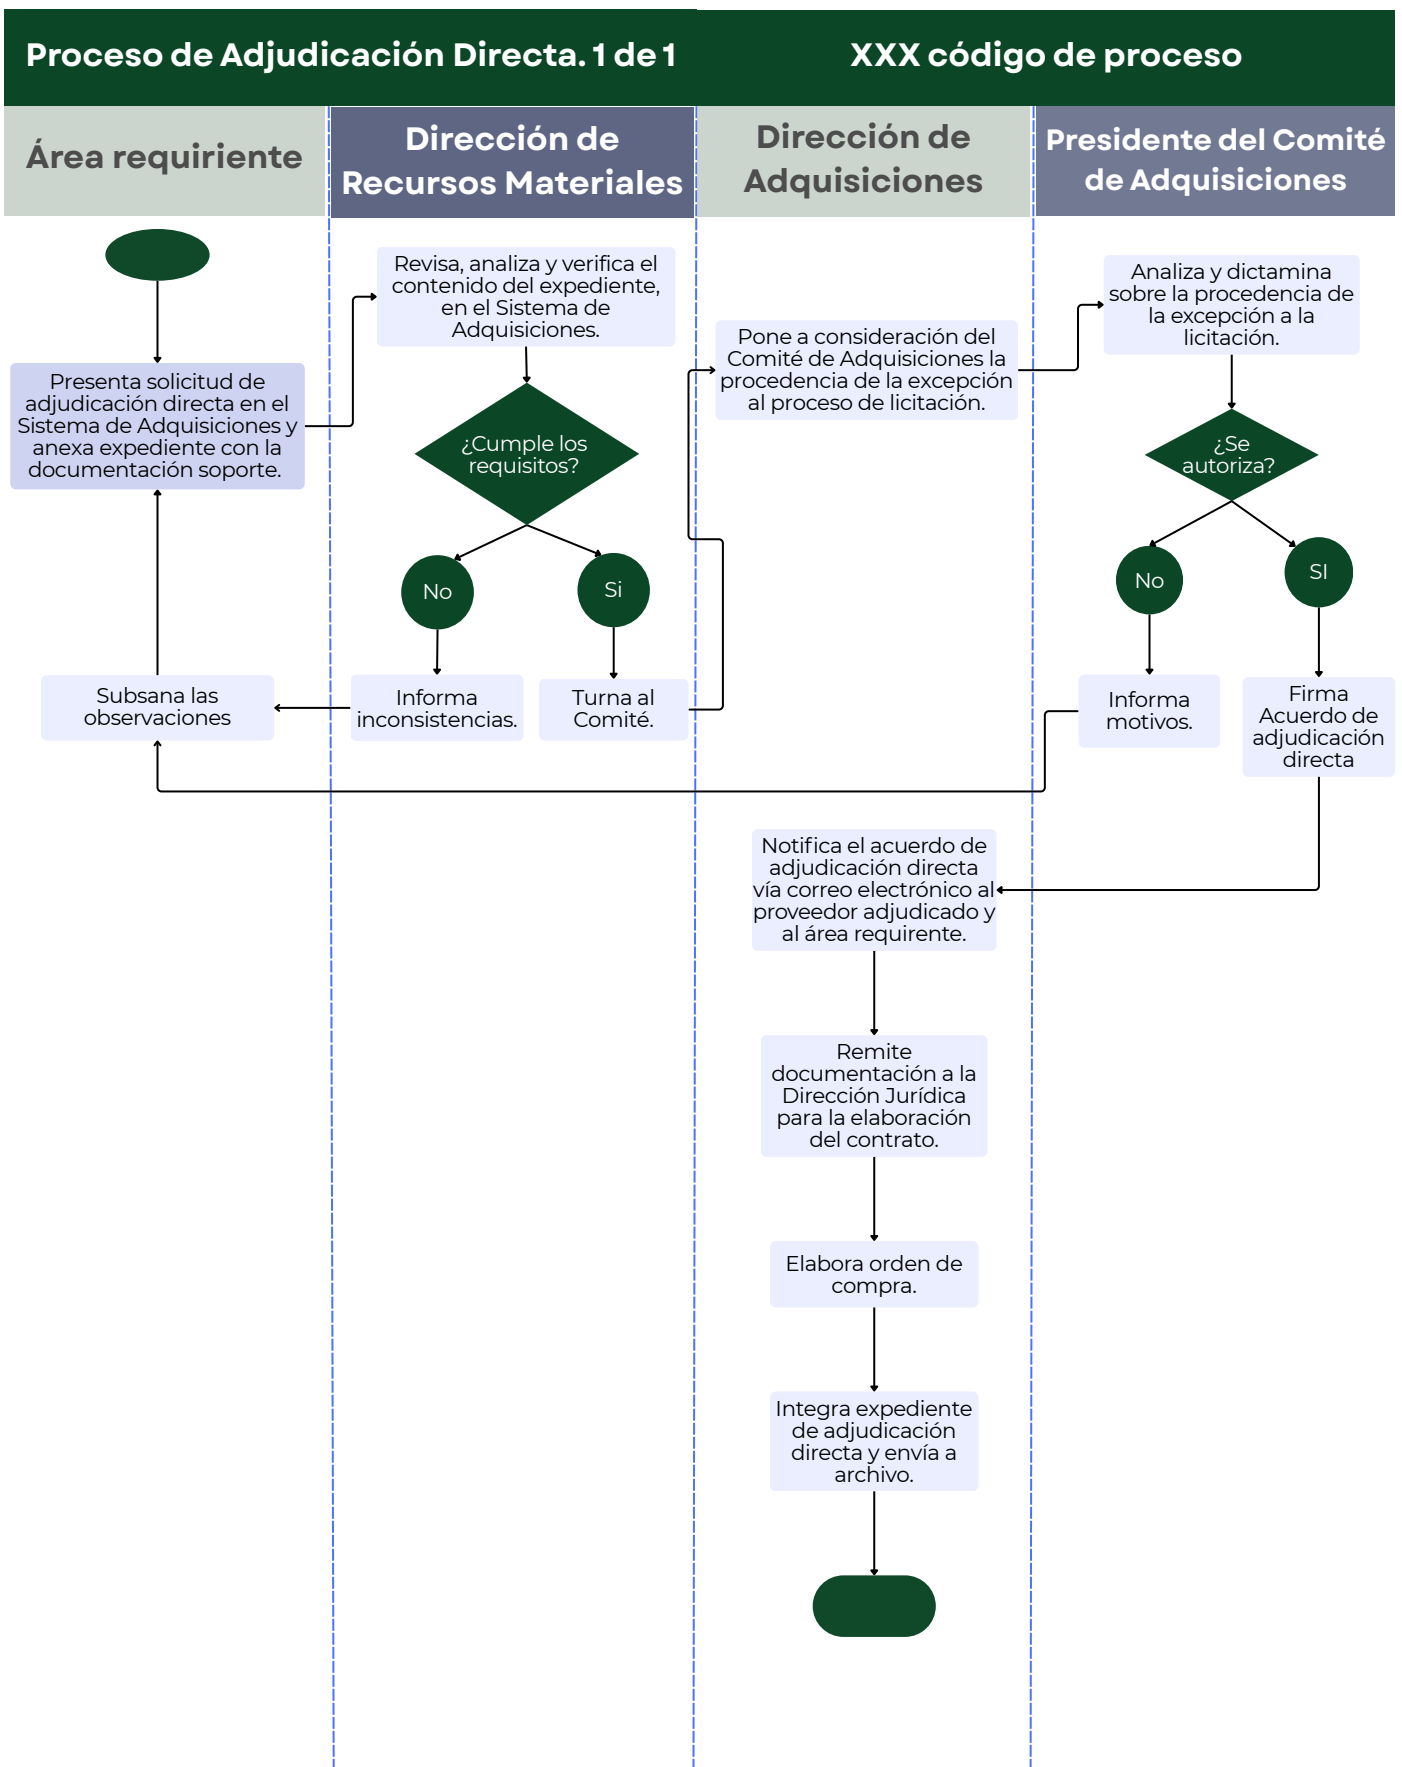 Proceso de Adjudicación Directa. 1 de 1
XXX código de proceso
Área requiriente
Dirección de
Recursos Materiales
Dirección de
Adquisiciones
Presidente del Comité
de Adquisiciones
Presenta solicitud de
adjudicación directa en el
Sistema de Adquisiciones y
anexa expediente con la
documentación soporte.
Subsana las
observaciones
Revisa, analiza y verifica el
contenido del expediente,
en el Sistema de
Adquisiciones.
¿Cumple los
requisitos?
No
Si
Informa
inconsistencias.
Turna al
Comité.
Pone a consideración del
Comité de Adquisiciones la
procedencia de la excepción
al proceso de licitación.
Analiza y dictamina
sobre la procedencia de
la excepción a la
licitación.
¿Se
autoriza?
No
SI
Informa
motivos.
Firma
Acuerdo de
adjudicación
directa
Notifica el acuerdo de
adjudicación directa
vía correo electrónico al
proveedor adjudicado y
al área requirente.
Remite
documentación a la
Dirección Jurídica
para la elaboración
del contrato.
Elabora orden de
compra.
Integra expediente
de adjudicación
directa y envía a
archivo.